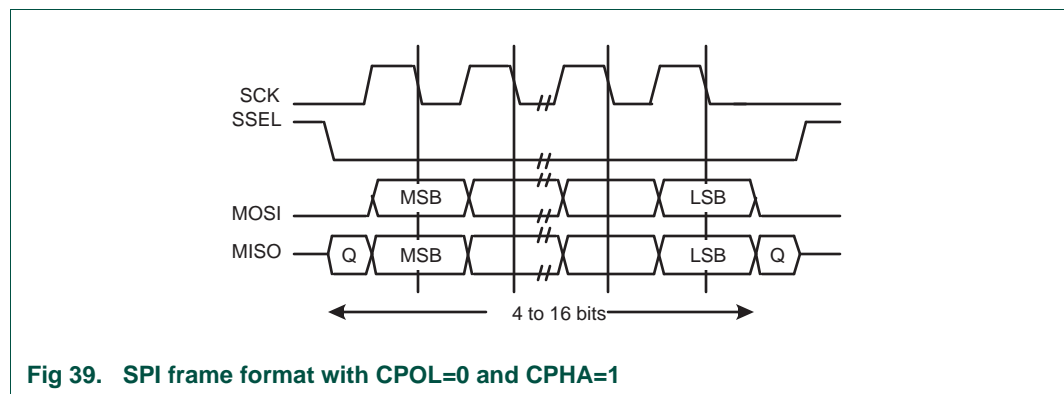 SCK
SSEL
MOSI MSB LSB
MISO Q MSB LSB Q
4 to 16 bits
Fig 39. SPI frame format with CPOL=0 and CPHA=1